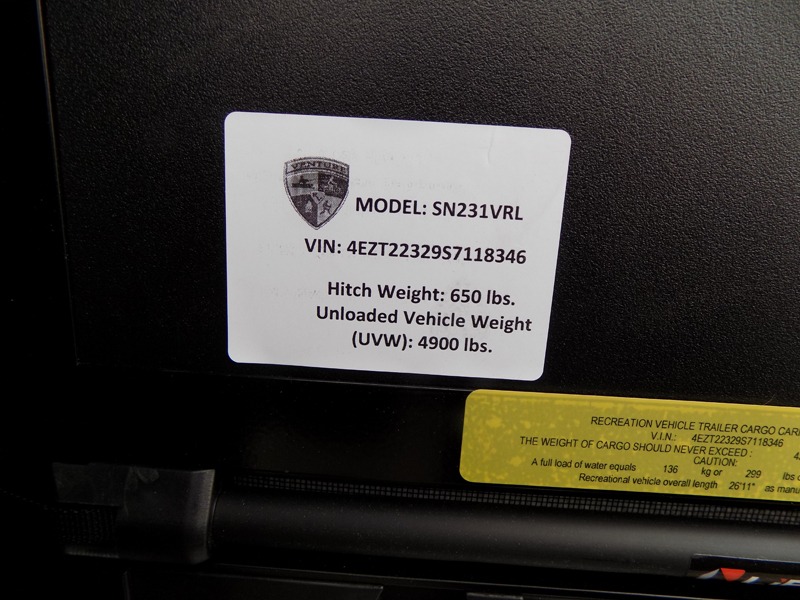 VENTURE
MODEL: SN231VRL
VIN: 4EZT22329S7118346
Hitch Weight: 650 lbs.
Unloaded Vehicle Weight
(UVW): 4900 lbs.
RECREATION VEHICLE TRAILER CARGO
V.I.N.: 4EZT22329S7118346
THE WEIGHT OF CARGO SHOULD NEVER EXCEED :
CAUTION:
A full load of water equals 136 kg or 299 lbs
Recreational vehicle overall length 26'11" as